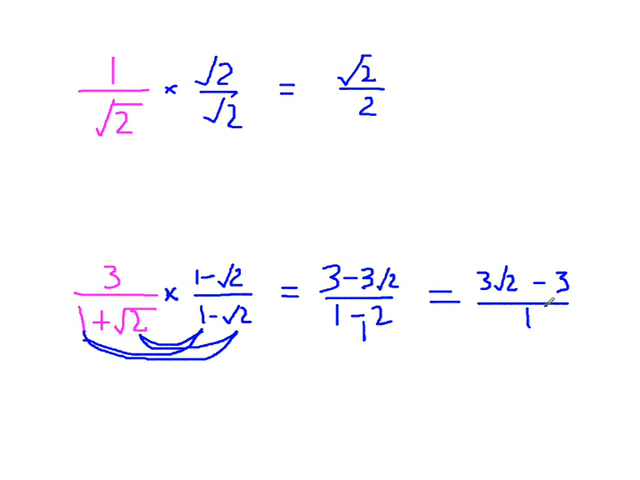 1/√2 × √2/√2 = √2/2
3/(1+√2) × (1-√2)/(1-√2) = (3-3√2)/(1-2) = (3√2-3)/1